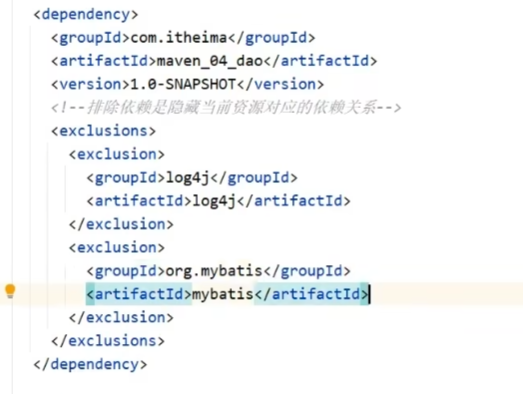 <dependency>
<groupId>com.itheima</groupId>
<artifactId>maven_04_dao</artifactId>
<version>1.0-SNAPSHOT</version>
<!--排除依赖是隐藏当前资源对应的依赖关系-->
<exclusions>
<exclusion>
<groupId>log4j</groupId>
<artifactId>log4j</artifactId>
</exclusion>
<exclusion>
<groupId>org.mybatis</groupId>
<artifactId>mybatis</artifactId>
</exclusion>
</exclusions>
</dependency>